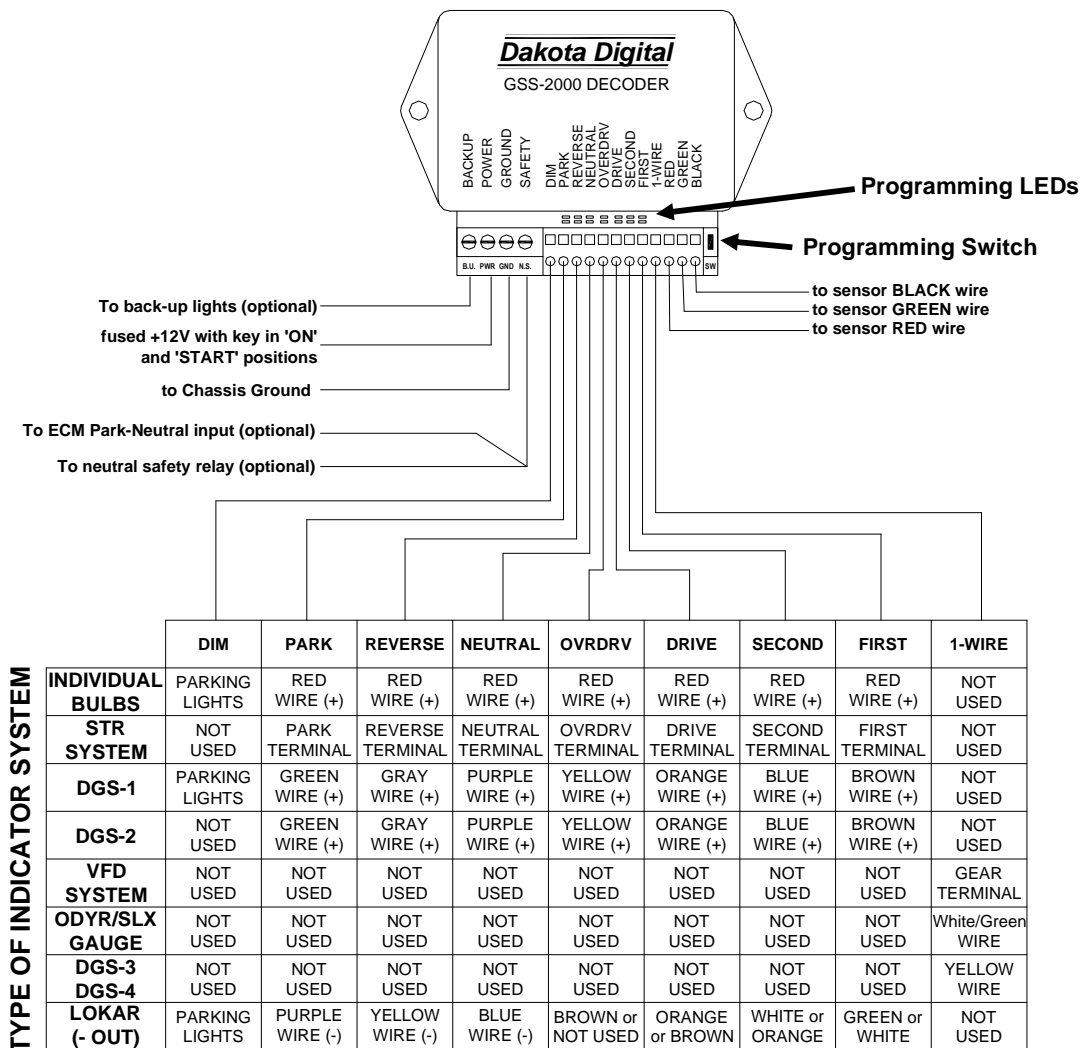 Dakota Digital
GSS-2000 DECODER
BACKUP
POWER
GROUND
SAFETY
DIM
PARK
REVERSE
NEUTRAL
OVERDRV
DRIVE
SECOND
FIRST
1-WIRE
RED
GREEN
BLACK
Programming LEDs
Programming Switch
B.U. PWR GND N.S. SW
to sensor BLACK wire
to sensor GREEN wire
to sensor RED wire
To back-up lights (optional)
fused +12V with key in 'ON'
and 'START' positions
to Chassis Ground
To ECM Park-Neutral input (optional)
To neutral safety relay (optional)
TYPE OF INDICATOR SYSTEM
DIM PARK REVERSE NEUTRAL OVRDRV DRIVE SECOND FIRST 1-WIRE
INDIVIDUAL PARKING RED RED RED RED RED RED RED NOT
BULBS LIGHTS WIRE (+) WIRE (+) WIRE (+) WIRE (+) WIRE (+) WIRE (+) WIRE (+) USED
STR NOT PARK REVERSE NEUTRAL OVRDRV DRIVE SECOND FIRST NOT
SYSTEM USED TERMINAL TERMINAL TERMINAL TERMINAL TERMINAL TERMINAL TERMINAL USED
DGS-1 PARKING GREEN GRAY PURPLE YELLOW ORANGE BLUE BROWN NOT
LIGHTS WIRE (+) WIRE (+) WIRE (+) WIRE (+) WIRE (+) WIRE (+) WIRE (+) USED
DGS-2 NOT GREEN GRAY PURPLE YELLOW ORANGE BLUE BROWN NOT
USED WIRE (+) WIRE (+) WIRE (+) WIRE (+) WIRE (+) WIRE (+) WIRE (+) USED
VFD NOT NOT NOT NOT NOT NOT NOT NOT GEAR
SYSTEM USED USED USED USED USED USED USED USED TERMINAL
ODYR/SLX NOT NOT NOT NOT NOT NOT NOT NOT White/Green
GAUGE USED USED USED USED USED USED USED USED WIRE
DGS-3 NOT NOT NOT NOT NOT NOT NOT NOT YELLOW
DGS-4 USED USED USED USED USED USED USED USED WIRE
LOKAR PARKING PURPLE YELLOW BLUE BROWN or ORANGE WHITE or GREEN or NOT
(- OUT) LIGHTS WIRE (-) WIRE (-) WIRE (-) NOT USED or BROWN ORANGE WHITE USED